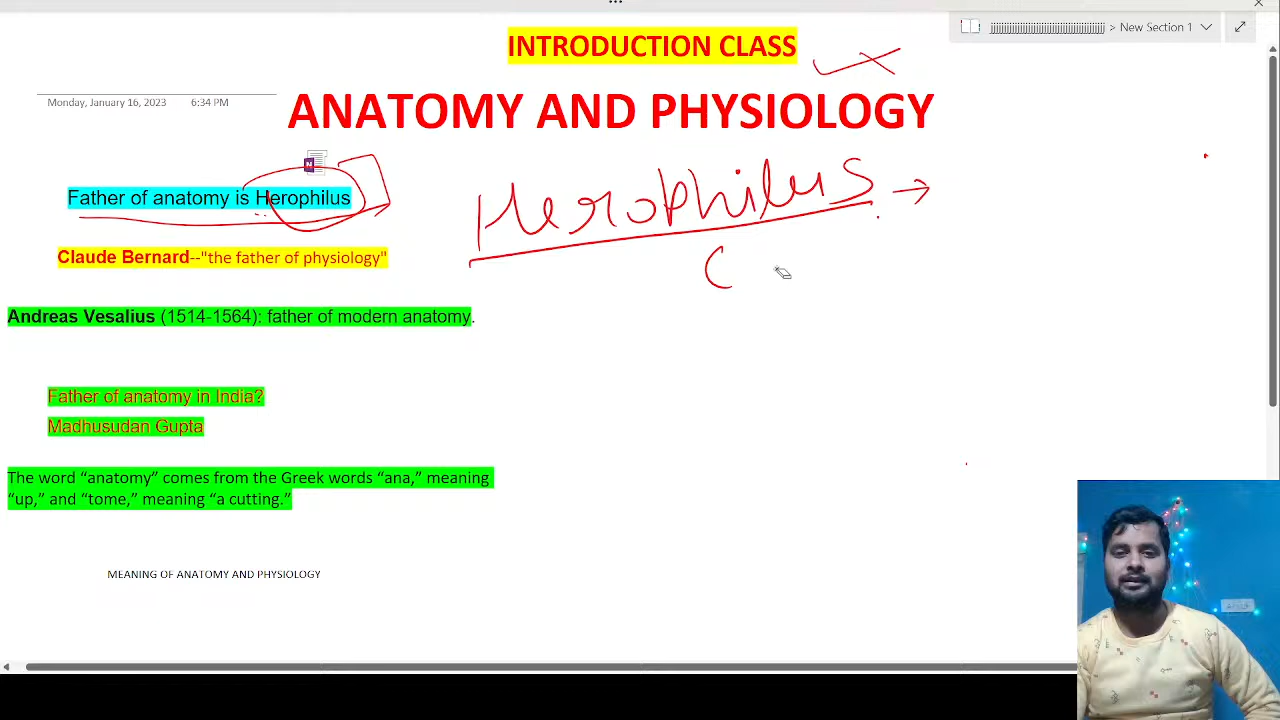 INTRODUCTION CLASS
> New Section 1
Monday, January 16, 2023 6:34 PM
ANATOMY AND PHYSIOLOGY
Father of anatomy is Herophilus
Herophilus →
(
Claude Bernard--"the father of physiology"
Andreas Vesalius (1514-1564): father of modern anatomy.
Father of anatomy in India?
Madhusudan Gupta
The word “anatomy” comes from the Greek words “ana,” meaning
“up,” and “tome,” meaning “a cutting.”
MEANING OF ANATOMY AND PHYSIOLOGY